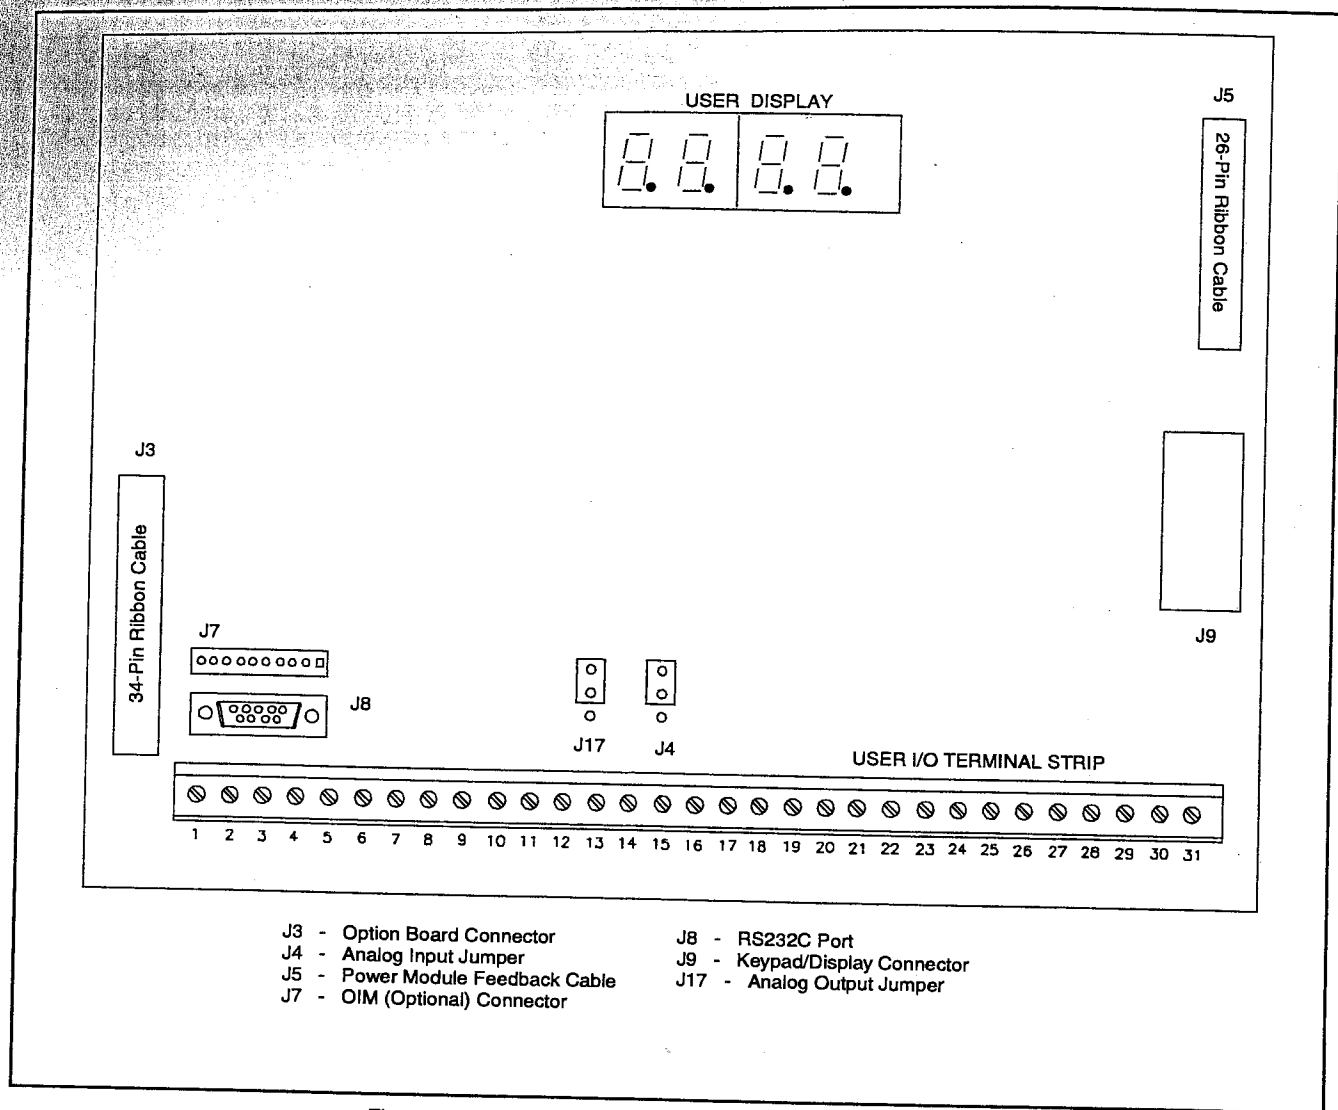 USER DISPLAY
J5
8. 8. 8. 8.
26-Pin Ribbon Cable
J3
34-Pin Ribbon Cable
J9
J7
J8
J17 J4
USER I/O TERMINAL STRIP
1 2 3 4 5 6 7 8 9 10 11 12 13 14 15 16 17 18 19 20 21 22 23 24 25 26 27 28 29 30 31
J3 - Option Board Connector
J4 - Analog Input Jumper
J5 - Power Module Feedback Cable
J7 - OIM (Optional) Connector
J8 - RS232C Port
J9 - Keypad/Display Connector
J17 - Analog Output Jumper